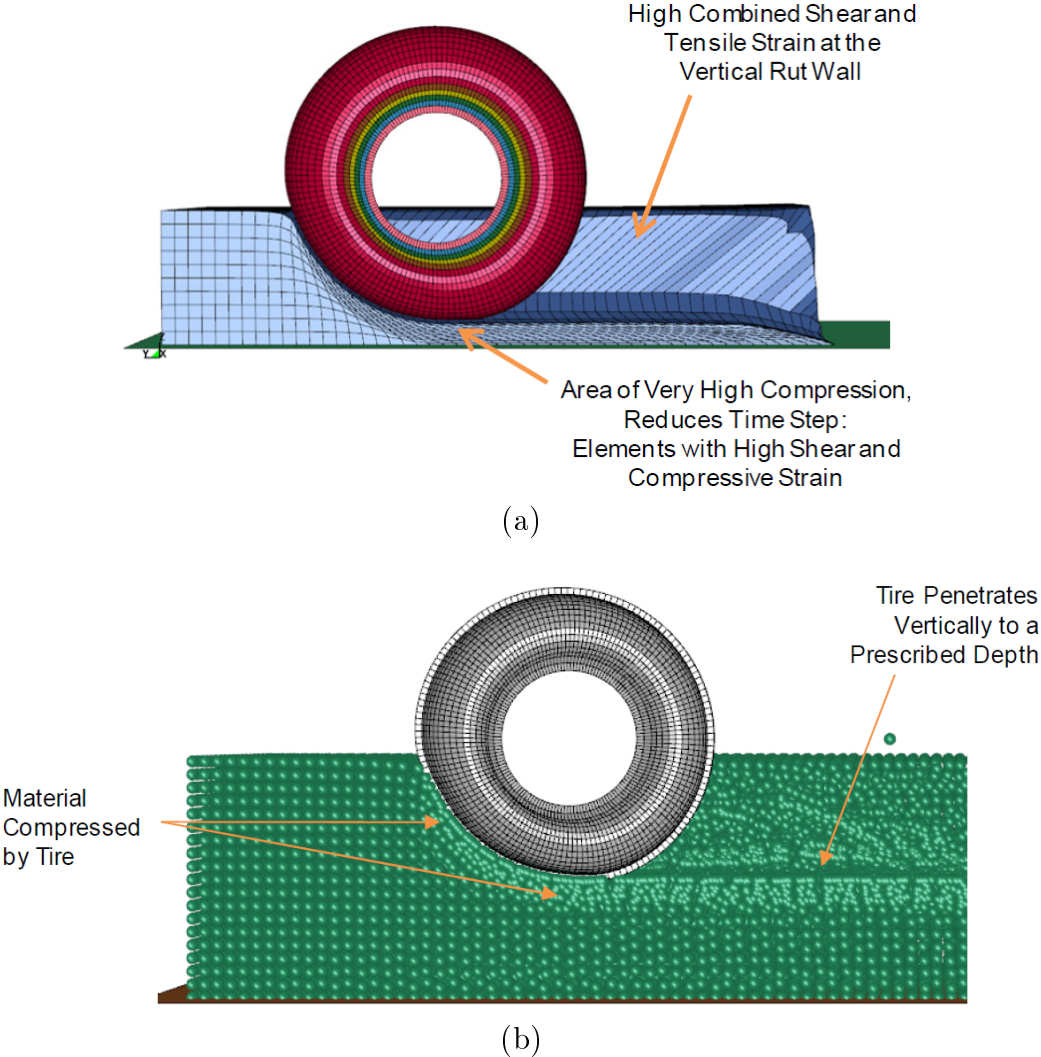 High Combined Shear and
Tensile Strain at the
Vertical Rut Wall
Z
Y X
Area of Very High Compression,
Reduces Time Step:
Elements with High Shear and
Compressive Strain
(a)
Tire Penetrates
Vertically to a
Prescribed Depth
Material
Compressed
by Tire
(b)